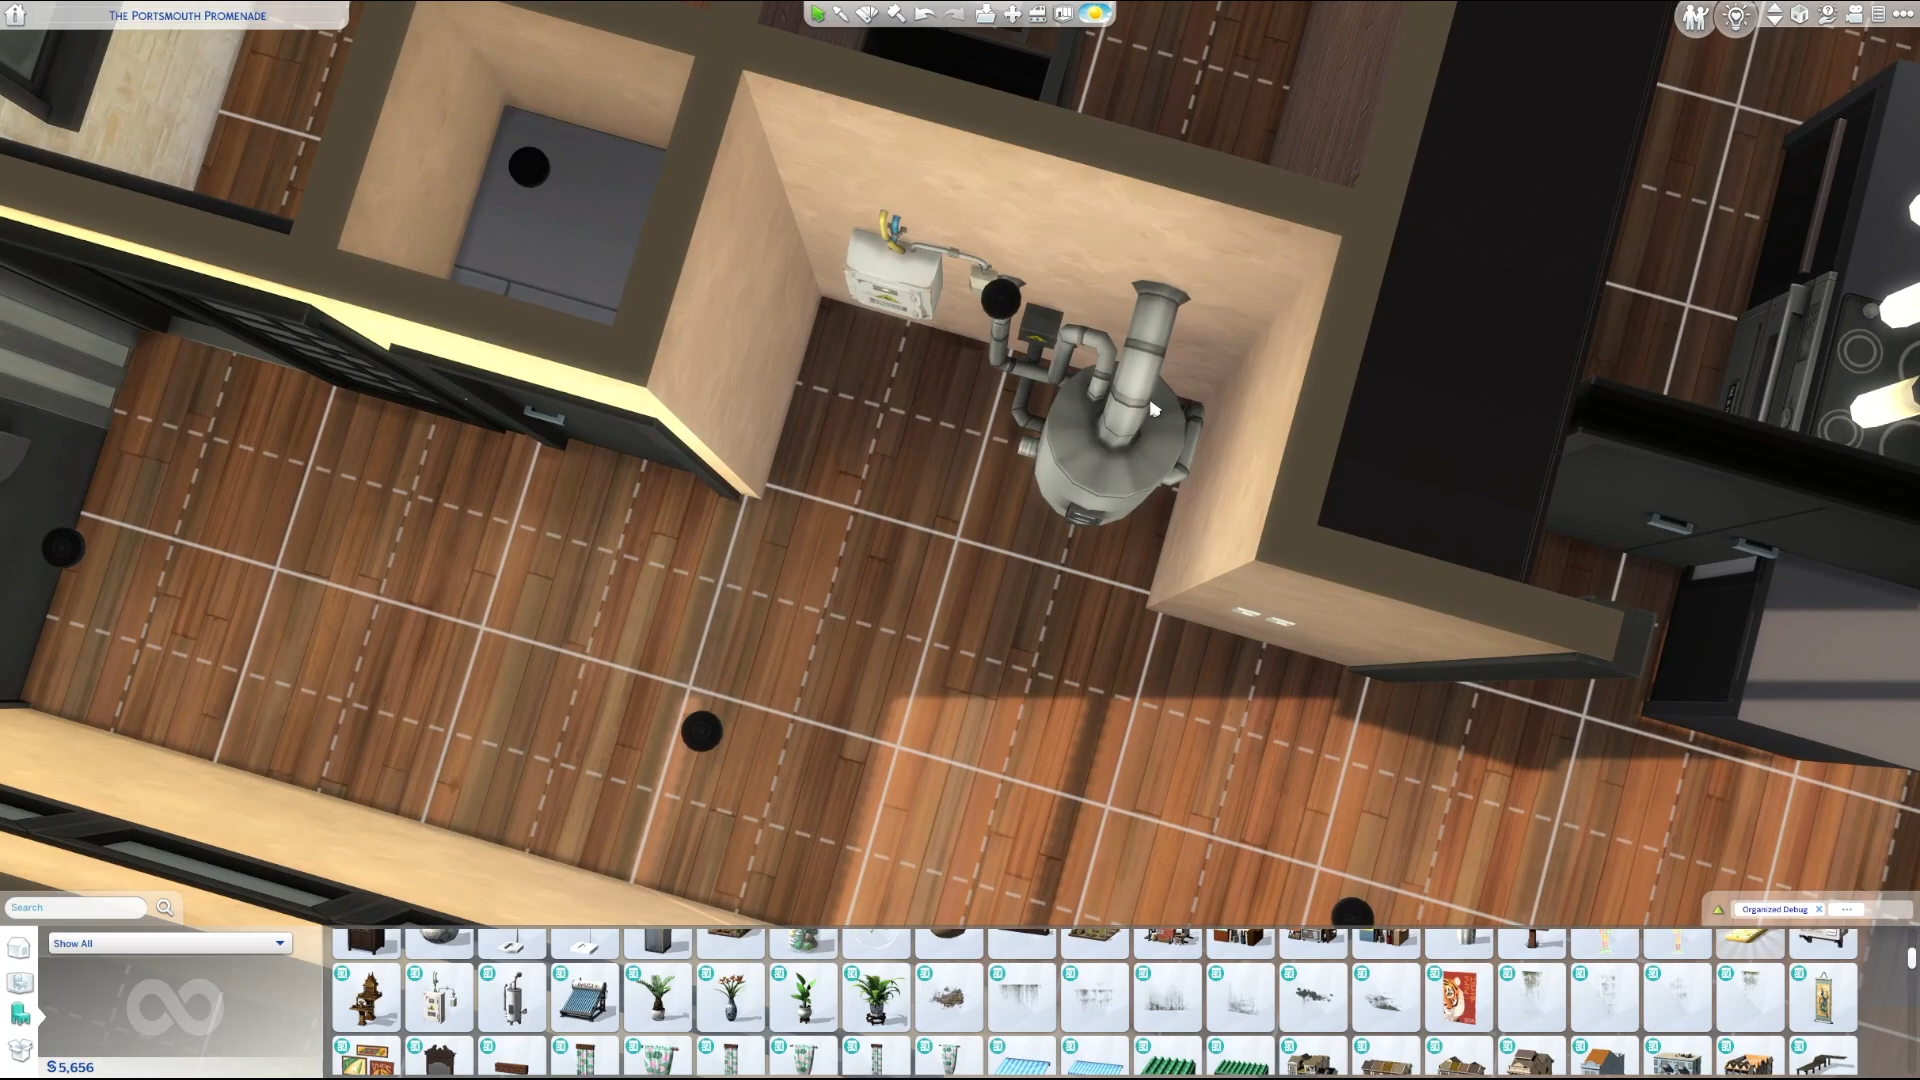 The Portsmouth Promenade
Search
Organized Debug
Show All
§5,656